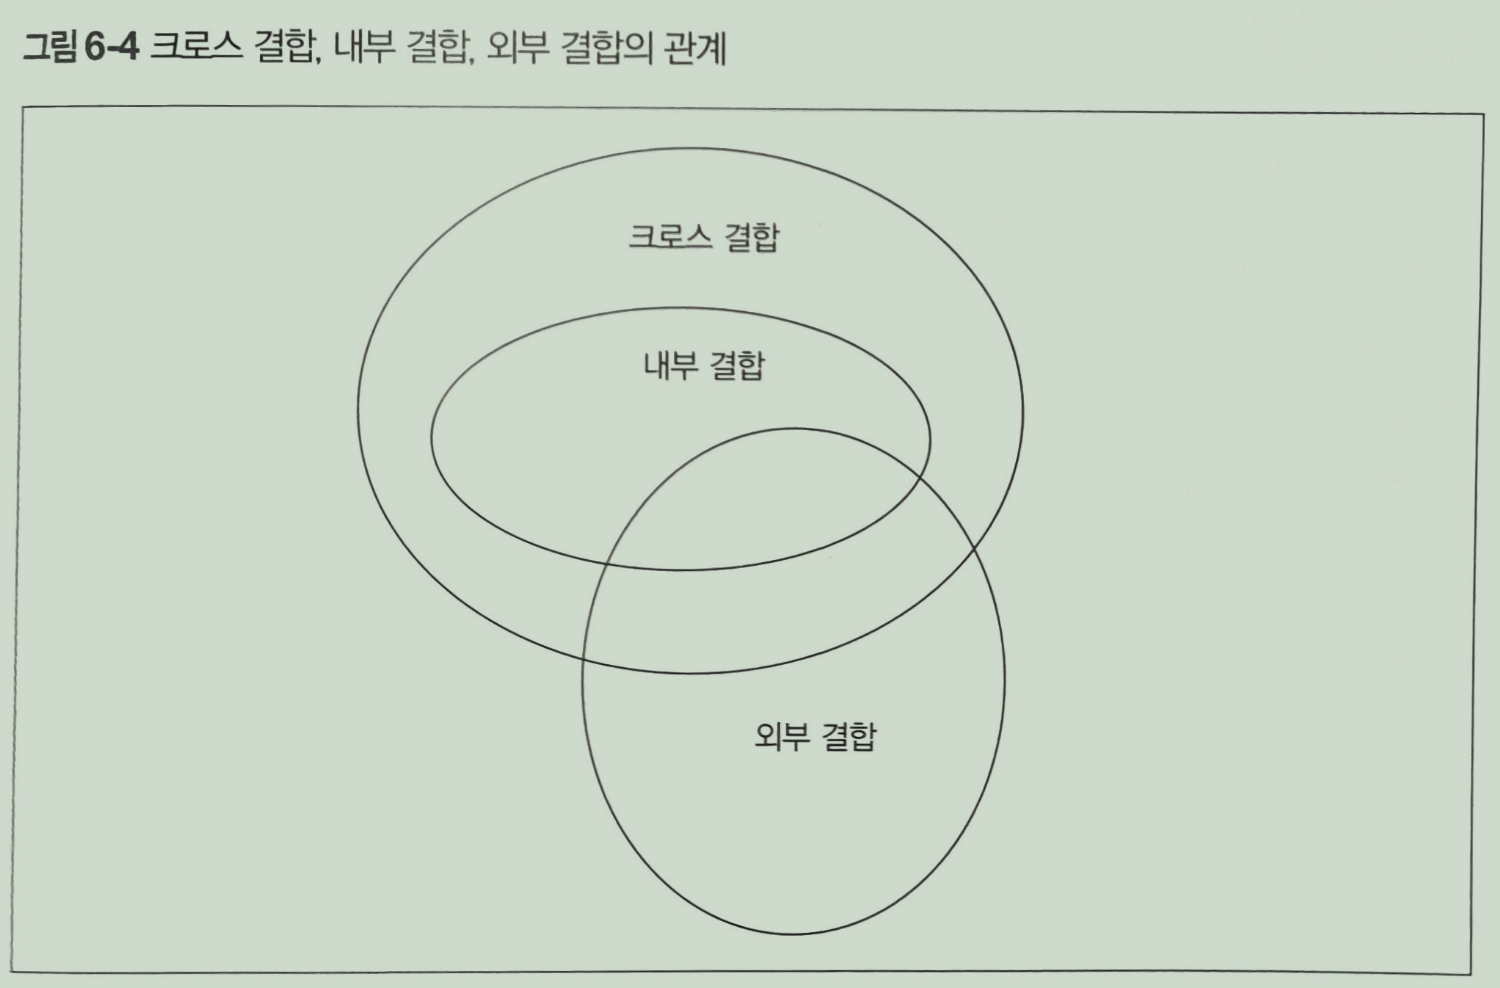 그림 6-4 크로스 결합, 내부 결합, 외부 결합의 관계
크로스 결합
내부 결합
외부 결합